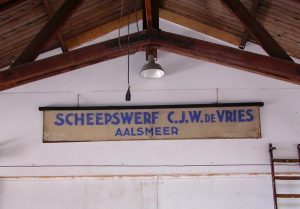 SCHEEPSWERF C.J.W. DE VRIES
AALSMEER